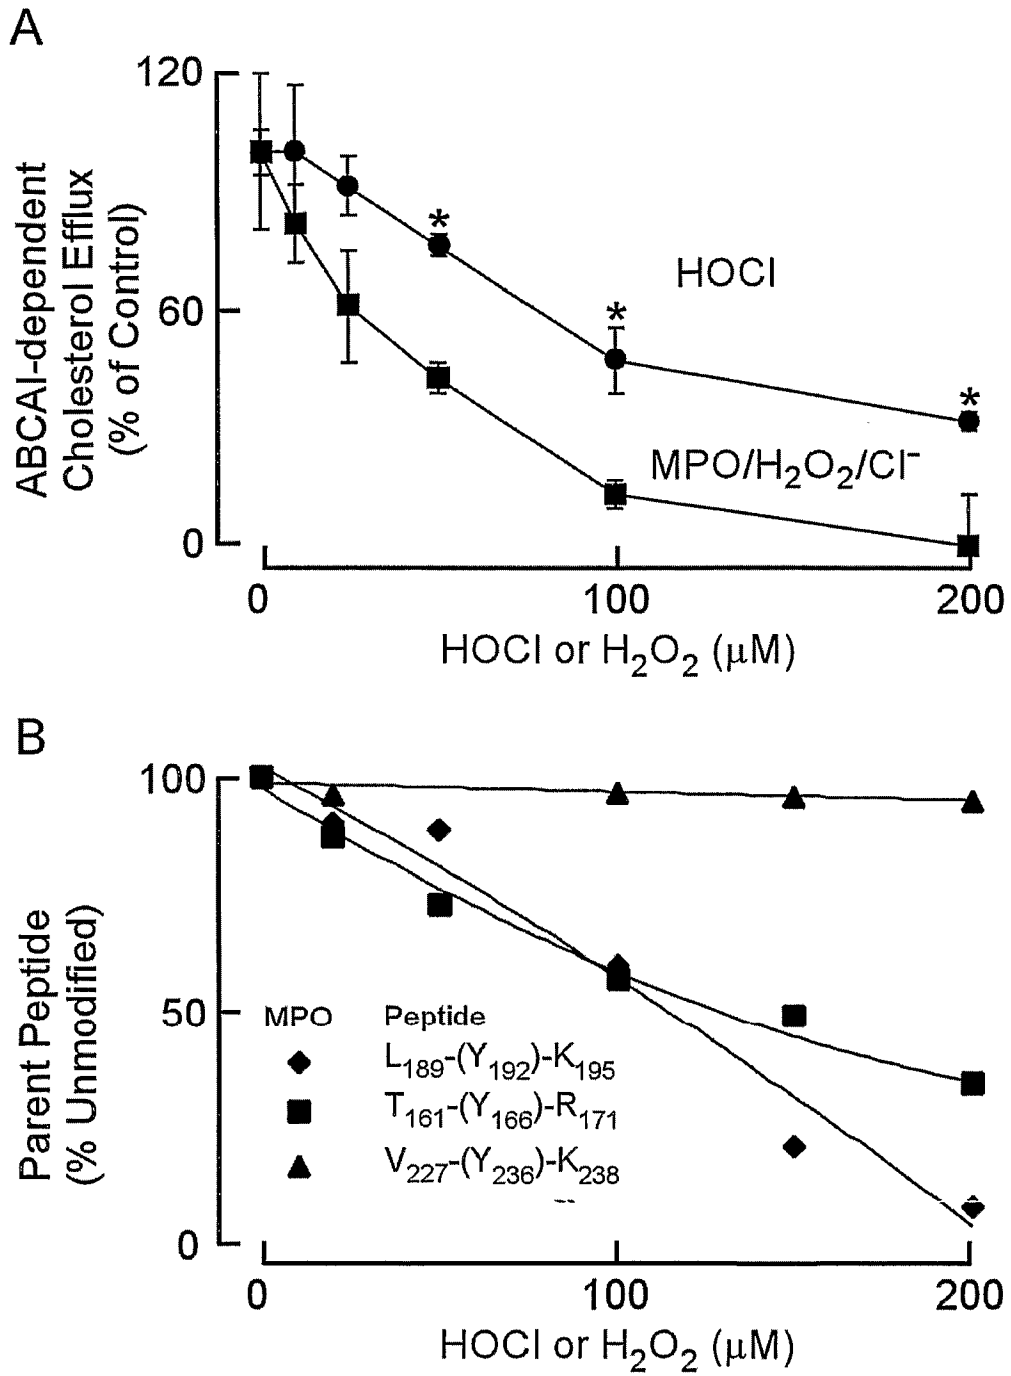 A
120
60
0
ABCAI-dependent
Cholesterol Efflux
(% of Control)
*
*
*
HOCl
MPO/H₂O₂/Cl⁻
0 100 200
HOCl or H₂O₂ (μM)
B
100
50
0
Parent Peptide
(% Unmodified)
MPO Peptide
L₁₈₉-(Y₁₉₂)-K₁₉₅
T₁₆₁-(Y₁₆₆)-R₁₇₁
V₂₂₇-(Y₂₃₆)-K₂₃₈
0 100 200
HOCl or H₂O₂ (μM)